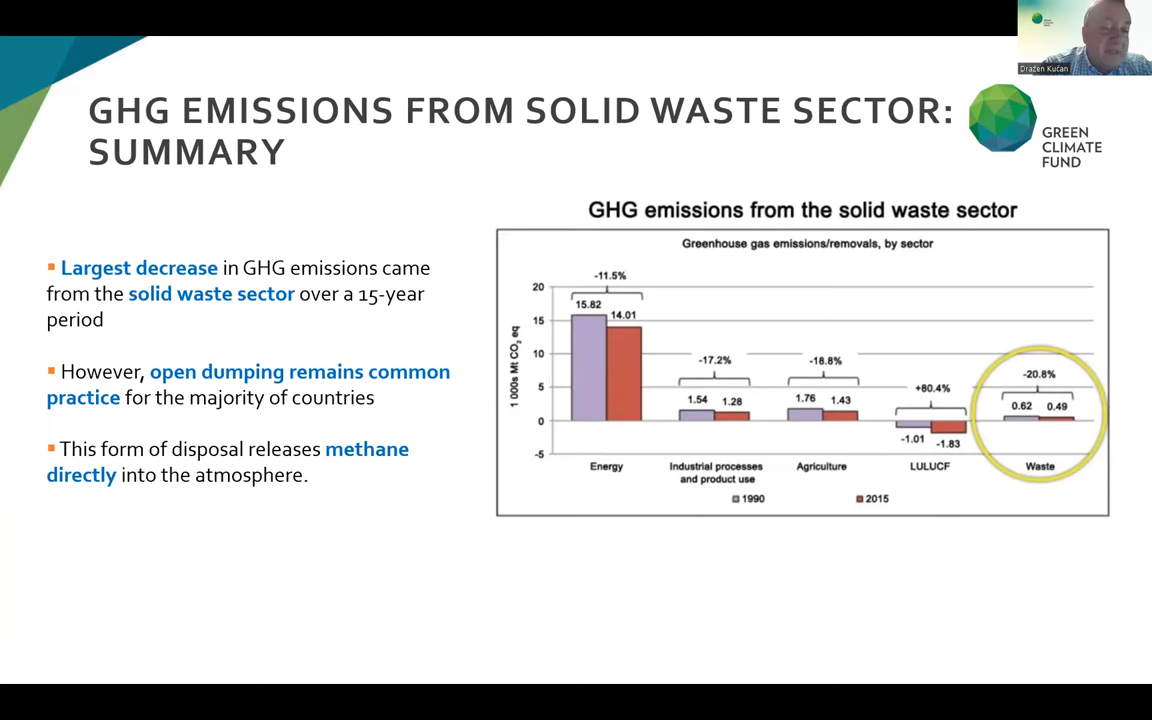 Dražen Kučan
GHG EMISSIONS FROM SOLID WASTE SECTOR:
SUMMARY
GREEN
CLIMATE
FUND
▪ Largest decrease in GHG emissions came
from the solid waste sector over a 15-year
period
▪ However, open dumping remains common
practice for the majority of countries
▪ This form of disposal releases methane
directly into the atmosphere.
GHG emissions from the solid waste sector
Greenhouse gas emissions/removals, by sector
1 000s Mt CO2 eq
20
15
10
5
0
-5
-11.5%
15.82 14.01
-17.2%
1.54 1.28
-18.8%
1.76 1.43
+80.4%
-1.01 -1.83
-20.8%
0.62 0.49
Energy
Industrial processes
and product use
Agriculture
LULUCF
Waste
1990 2015